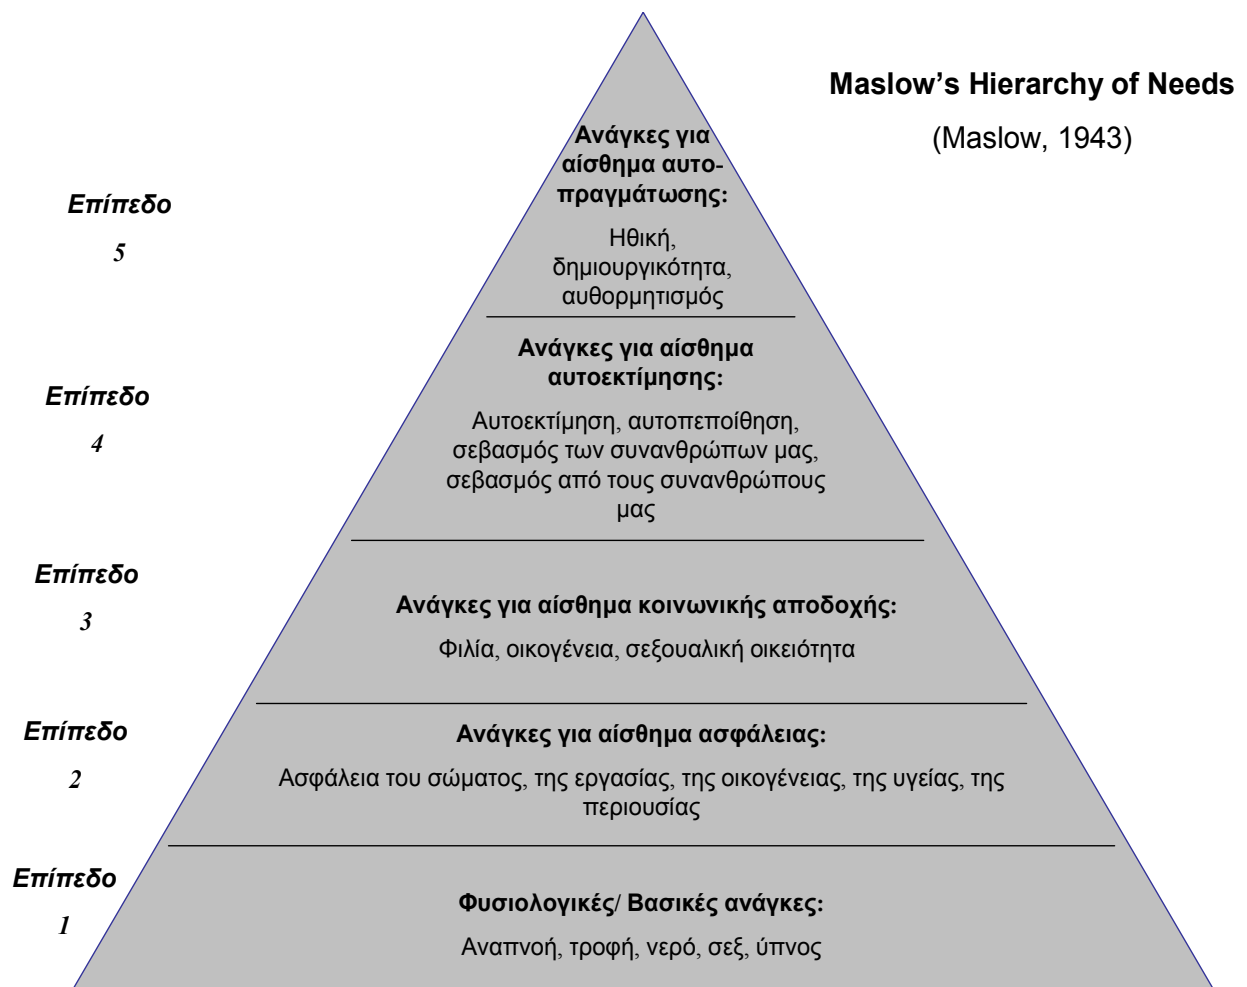 Maslow’s Hierarchy of Needs
(Maslow, 1943)
Ανάγκες για
αίσθημα αυτο-
πραγμάτωσης:
Επίπεδο
5
Ηθική,
δημιουργικότητα,
αυθορμητισμός
Ανάγκες για αίσθημα
αυτοεκτίμησης:
Επίπεδο
4
Αυτοεκτίμηση, αυτοπεποίθηση,
σεβασμός των συνανθρώπων μας,
σεβασμός από τους συνανθρώπους
μας
Επίπεδο
3
Ανάγκες για αίσθημα κοινωνικής αποδοχής:
Φιλία, οικογένεια, σεξουαλική οικειότητα
Επίπεδο
2
Ανάγκες για αίσθημα ασφάλειας:
Ασφάλεια του σώματος, της εργασίας, της οικογένειας, της υγείας, της
περιουσίας
Επίπεδο
1
Φυσιολογικές/ Βασικές ανάγκες:
Αναπνοή, τροφή, νερό, σεξ, ύπνος